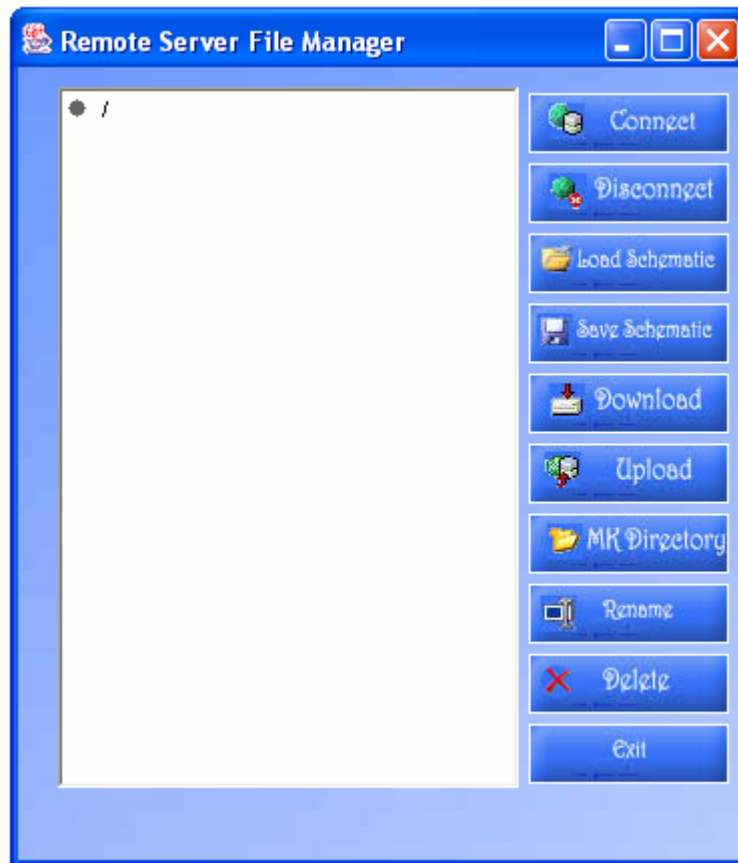 Remote Server File Manager
/
Connect
Disconnect
Load Schematic
Save Schematic
Download
Upload
MK Directory
Rename
Delete
Exit